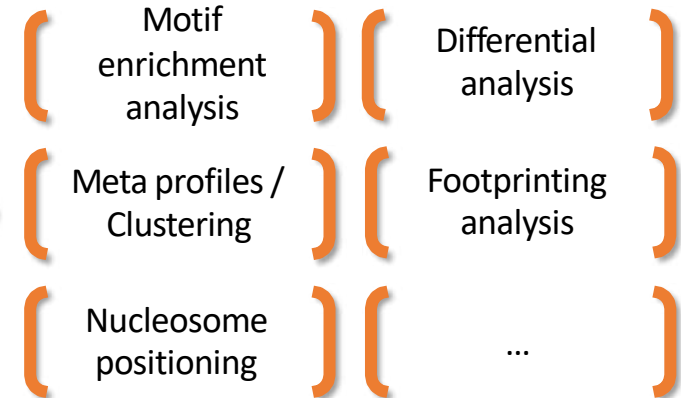 Motif
enrichment
analysis
Differential
analysis
Meta profiles /
Clustering
Footprinting
analysis
Nucleosome
positioning
...